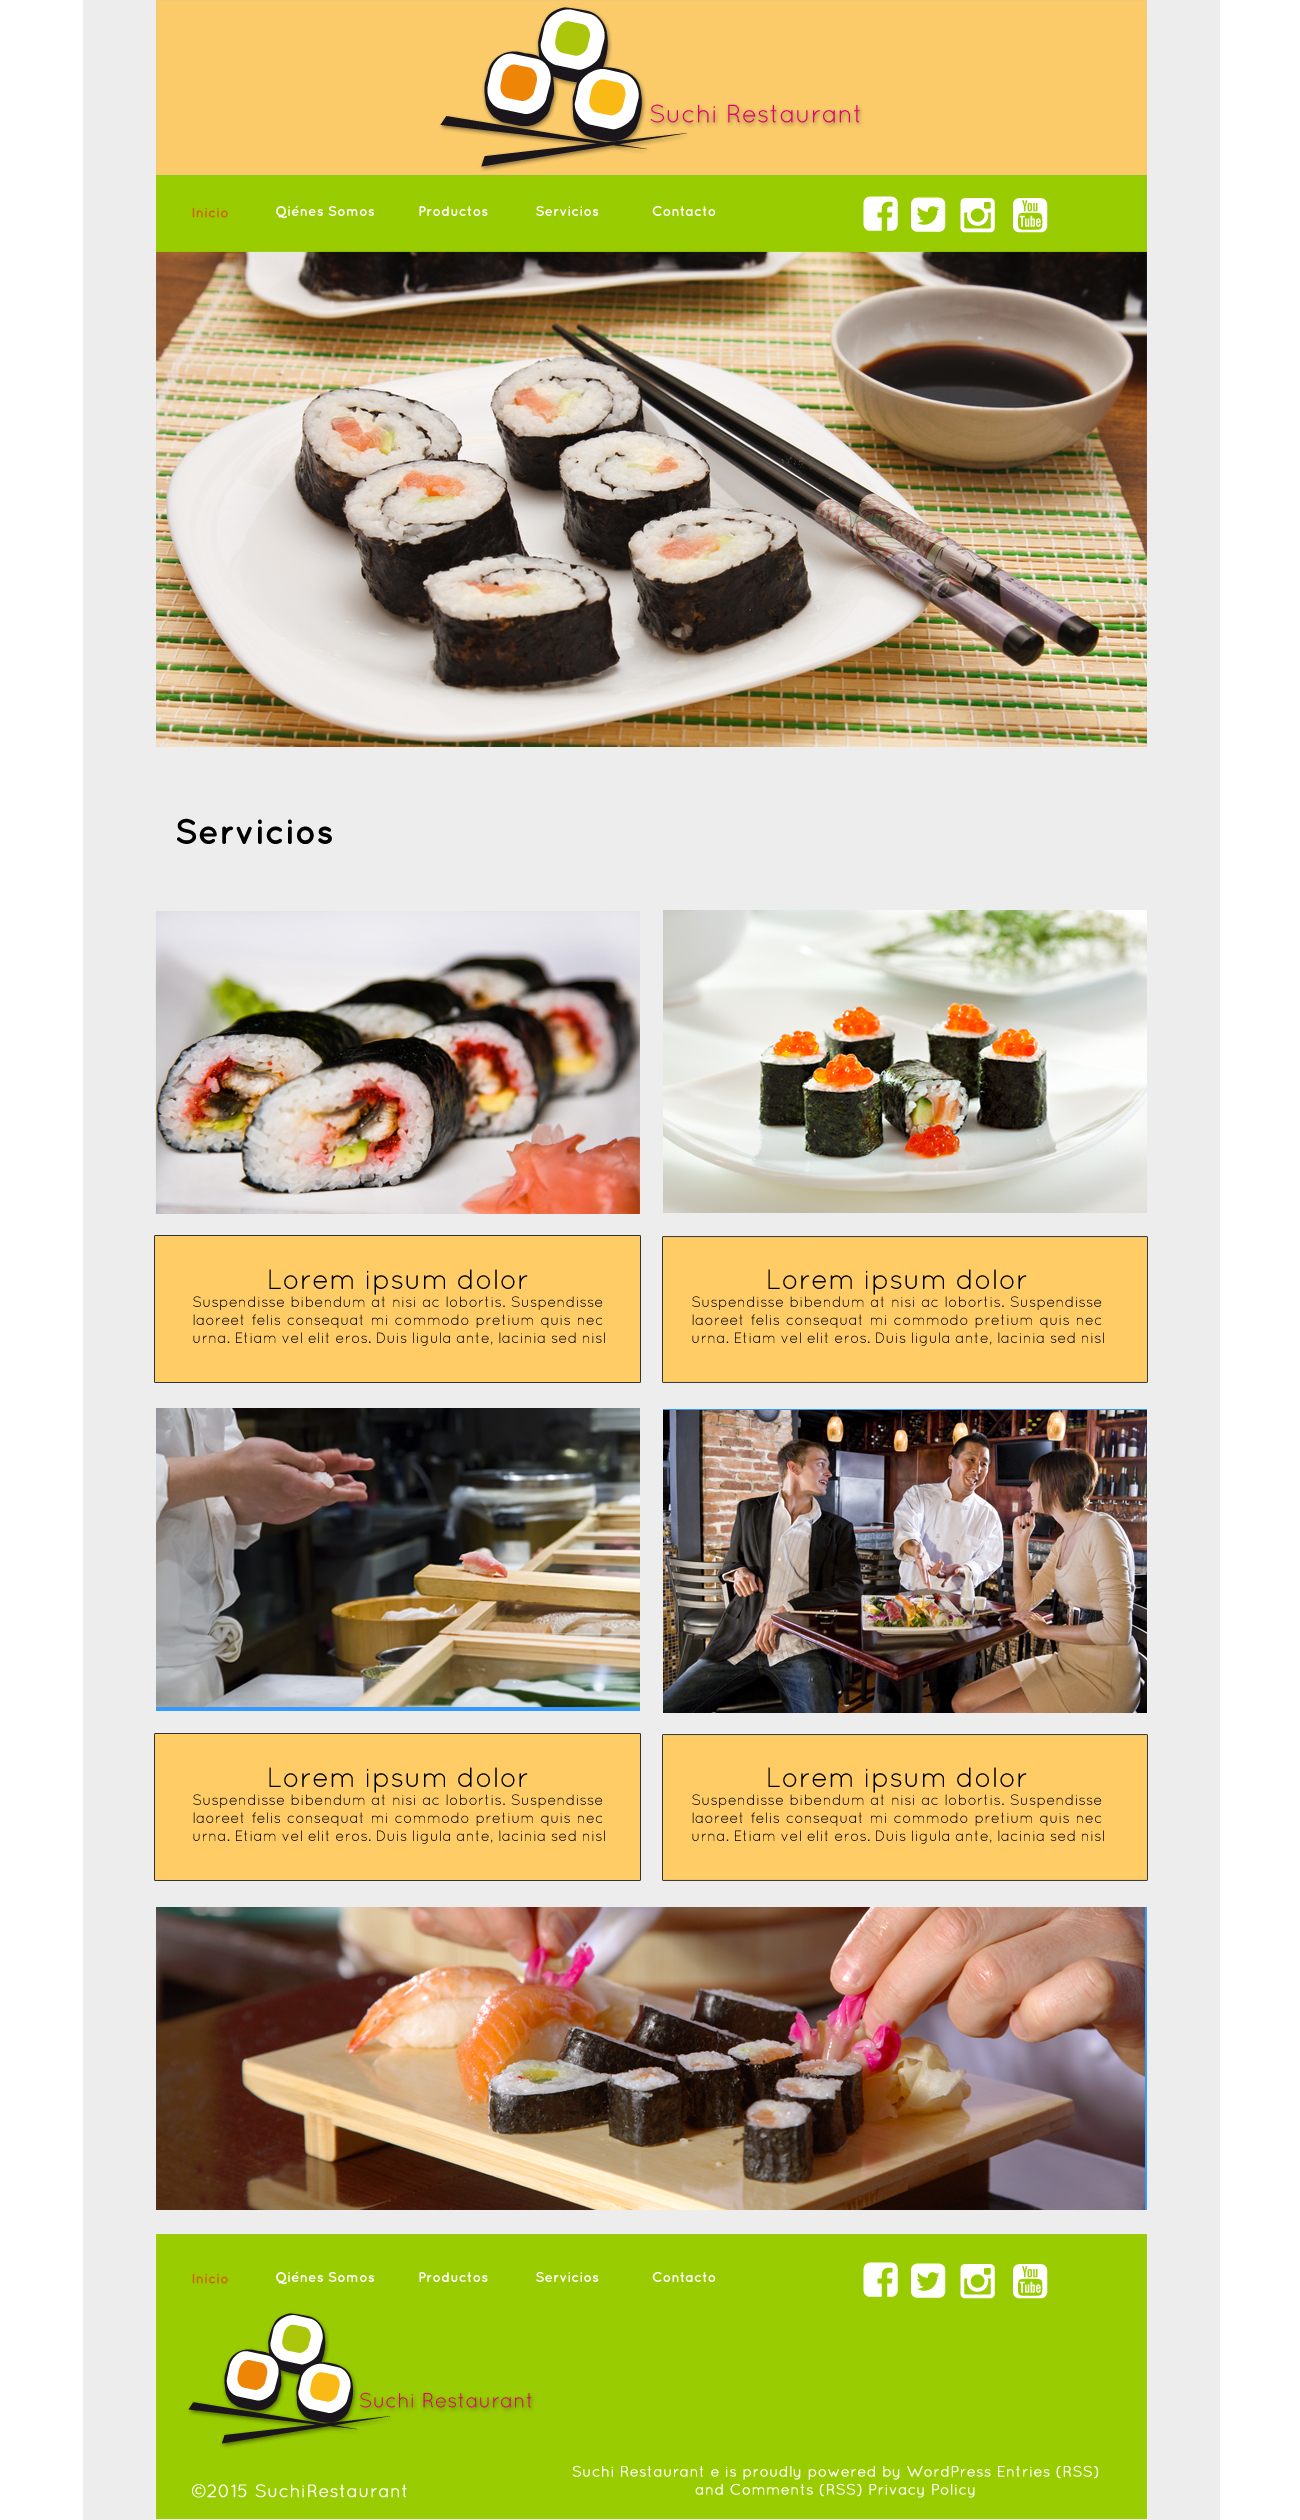 Suchi Restaurant
Inicio Qiénes Somos Productos Servicios Contacto You Tube
Servicios
Lorem ipsum dolor
Suspendisse bibendum at nisi ac lobortis. Suspendisse
laoreet felis consequat mi commodo pretium quis nec
urna. Etiam vel elit eros. Duis ligula ante, lacinia sed nisl
Lorem ipsum dolor
Suspendisse bibendum at nisi ac lobortis. Suspendisse
laoreet felis consequat mi commodo pretium quis nec
urna. Etiam vel elit eros. Duis ligula ante, lacinia sed nisl
Lorem ipsum dolor
Suspendisse bibendum at nisi ac lobortis. Suspendisse
laoreet felis consequat mi commodo pretium quis nec
urna. Etiam vel elit eros. Duis ligula ante, lacinia sed nisl
Lorem ipsum dolor
Suspendisse bibendum at nisi ac lobortis. Suspendisse
laoreet felis consequat mi commodo pretium quis nec
urna. Etiam vel elit eros. Duis ligula ante, lacinia sed nisl
Inicio Qiénes Somos Productos Servicios Contacto You Tube
Suchi Restaurant
©2015 SuchiRestaurant
Suchi Restaurant e is proudly powered by WordPress Entries (RSS)
and Comments (RSS) Privacy Policy